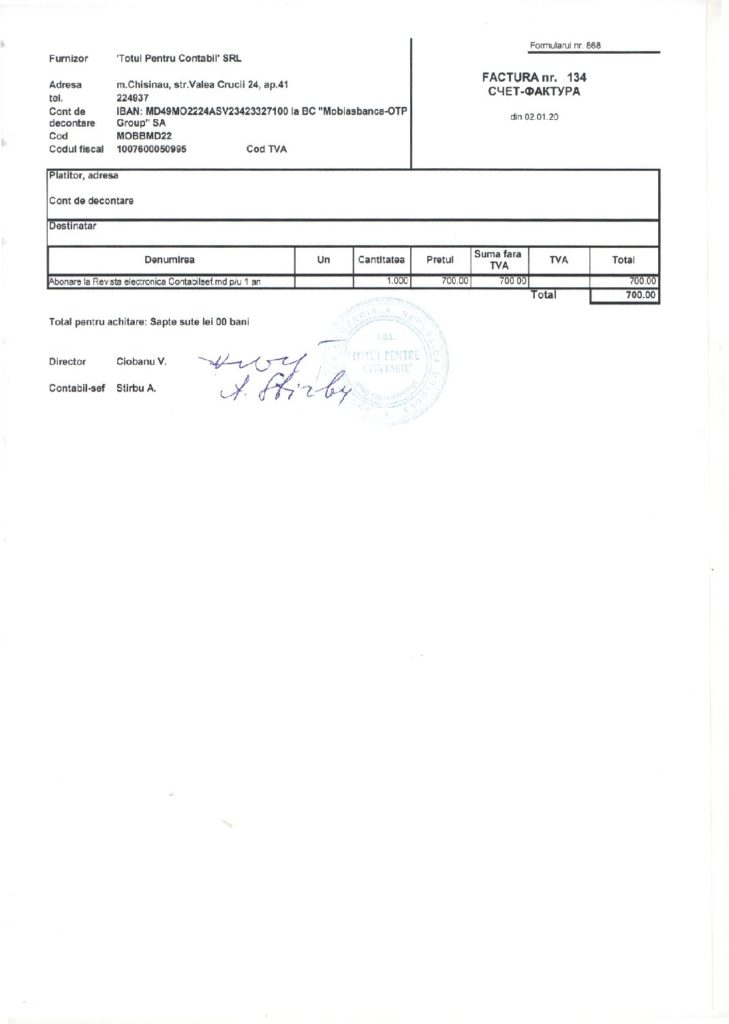 Formularul nr. 868
Furnizor 'Totul Pentru Contabil' SRL
FACTURA nr. 134
СЧЕТ-ФАКТУРА
din 02.01.20
Adresa m.Chisinau, str.Valea Crucii 24, ap.41
tel. 224937
Cont de decontare IBAN: MD49MO2224ASV23423327100 la BC "Mobiasbanca-OTP Group" SA
Cod MOBBMD22
Codul fiscal 1007600050995 Cod TVA
Platitor, adresa
Cont de decontare
Destinatar
Denumirea Un Cantitatea Pretul Suma fara TVA TVA Total
Abonare la Revista electronica Contabilsef.md p/u 1 an 1.000 700.00 700.00 700.00
Total 700.00
Total pentru achitare: Sapte sute lei 00 bani
Director Ciobanu V.
Contabil-sef Stirbu A.
A. Stirbu
S.R.L.
TOTUL PENTRU
CONTABIL